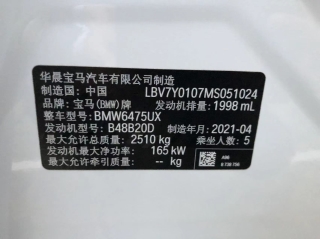 华晨宝马汽车有限公司制造
制造国：中国 LBV7Y0107MS051024
品牌：宝马(BMW)牌 发动机排量：1998 mL
整车型号：BMW6475UX
发动机型号：B48B20D 制造年月：2021-04
最大允许总质量：2510 kg 乘坐人数：5
发动机最大净功率：165 kW
最大允许牵引质量：-- kg